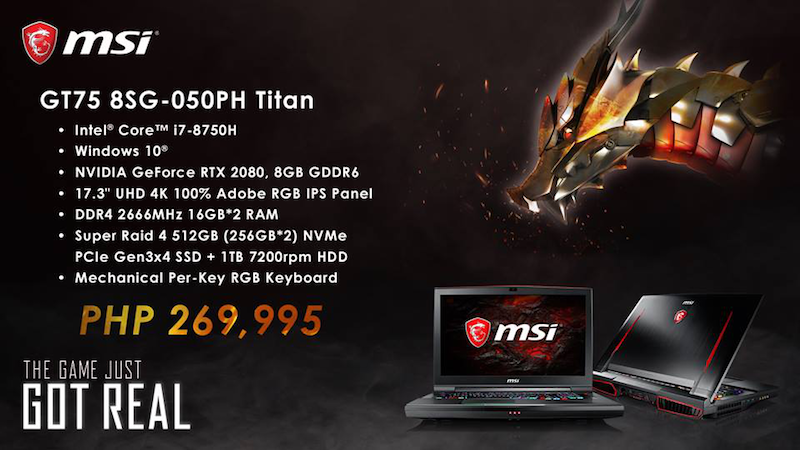 msi
GT75 8SG-050PH Titan
• Intel® Core™ i7-8750H
• Windows 10®
• NVIDIA GeForce RTX 2080, 8GB GDDR6
• 17.3" UHD 4K 100% Adobe RGB IPS Panel
• DDR4 2666MHz 16GB*2 RAM
• Super Raid 4 512GB (256GB*2) NVMe
PCIe Gen3x4 SSD + 1TB 7200rpm HDD
• Mechanical Per-Key RGB Keyboard
PHP 269,995
THE GAME JUST
GOT REAL
msi
msi
msi